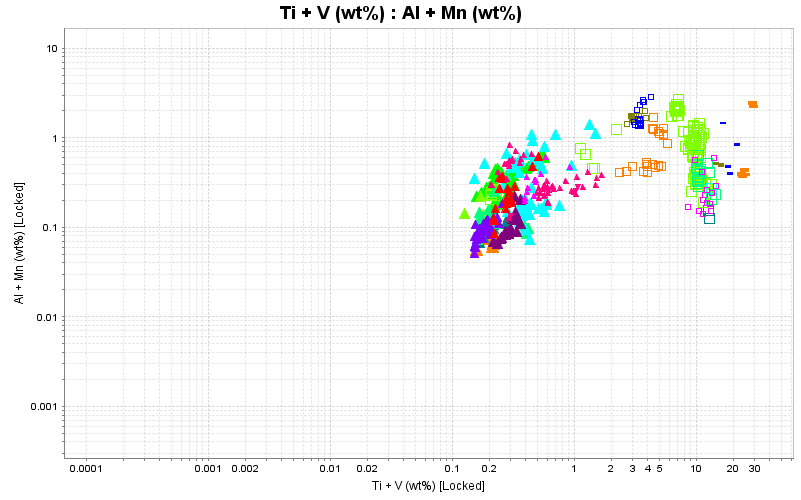 Ti + V (wt%) : Al + Mn (wt%)
10
1
0.1
0.01
0.001
Al + Mn (wt%) [Locked]
0.0001 0.001 0.002 0.01 0.02 0.1 0.2 1 2 3 4 5 10 20 30
Ti + V (wt%) [Locked]